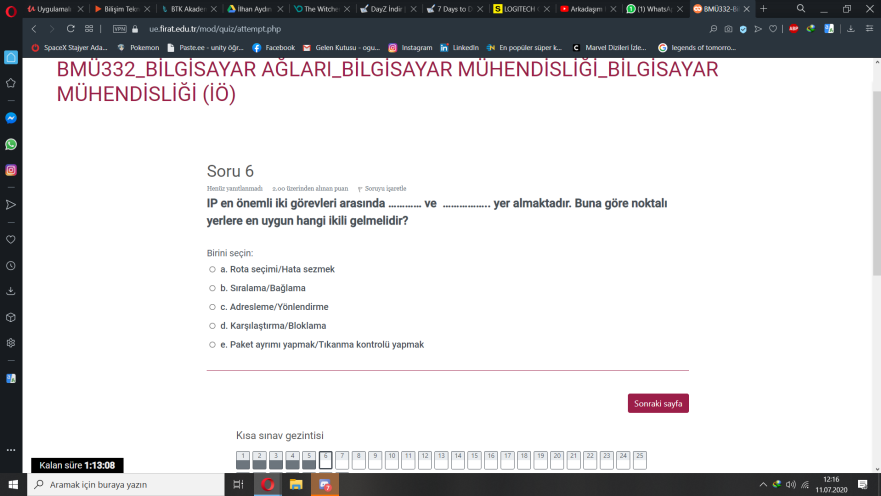 Uygulamalı
Bilişim Tekn
BTK Akader
İlhan Aydın
The Witche
DayZ İndir
7 Days to D
LOGITECH
Arkadaşım
(1) WhatsA
BMÜ332-Bi
VPN
ue.firat.edu.tr/mod/quiz/attempt.php
SpaceX Stajyer Ada...
Pokemon
Paste.ee - unity öğr...
Facebook
Gelen Kutusu - ogu...
Instagram
LinkedIn
En popüler süper k...
Marvel Dizileri İzle...
legends of tomorro...
BMÜ332_BİLGİSAYAR AĞLARI_BİLGİSAYAR MÜHENDİSLİĞİ_BİLGİSAYAR
MÜHENDİSLİĞİ (İÖ)
Soru 6
Henüz yanıtlanmadı 2,00 üzerinden alınan puan Soruyu işaretle
IP en önemli iki görevleri arasında ………… ve …………….. yer almaktadır. Buna göre noktalı
yerlere en uygun hangi ikili gelmelidir?
Birini seçin:
a. Rota seçimi/Hata sezmek
b. Sıralama/Bağlama
c. Adresleme/Yönlendirme
d. Karşılaştırma/Bloklama
e. Paket ayrımı yapmak/Tıkanma kontrolü yapmak
Sonraki sayfa
Kısa sınav gezintisi
1 2 3 4 5 6 7 8 9 10 11 12 13 14 15 16 17 18 19 20 21 22 23 24 25
Kalan süre 1:13:08
Aramak için buraya yazın
12:16
11.07.2020